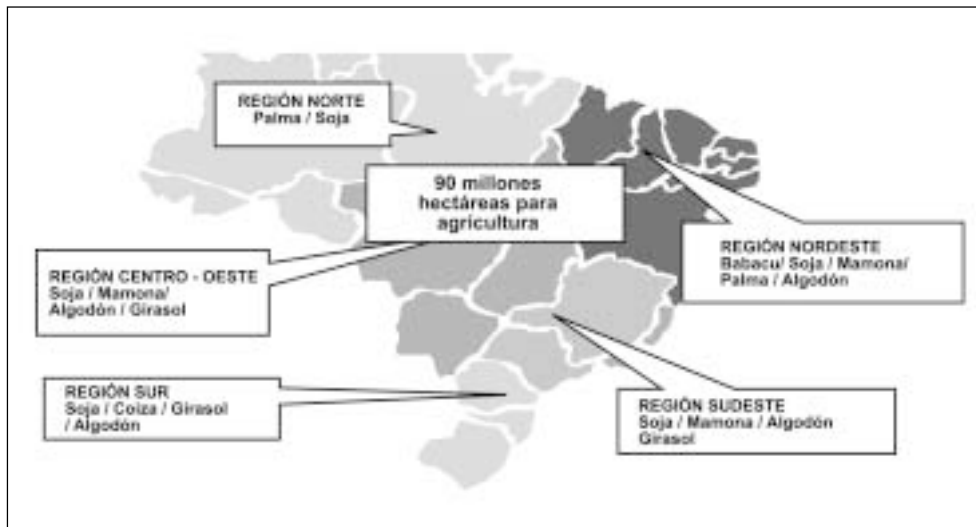 REGIÓN NORTE
Palma / Soja
90 millones
hectáreas para
agricultura
REGIÓN NORDESTE
Babacu/ Soja / Mamona/
Palma / Algodón
REGIÓN CENTRO - OESTE
Soja / Mamona/
Algodón / Girasol
REGIÓN SUR
Soja / Colza / Girasol
/ Algodón
REGIÓN SUDESTE
Soja / Mamona / Algodón
Girasol